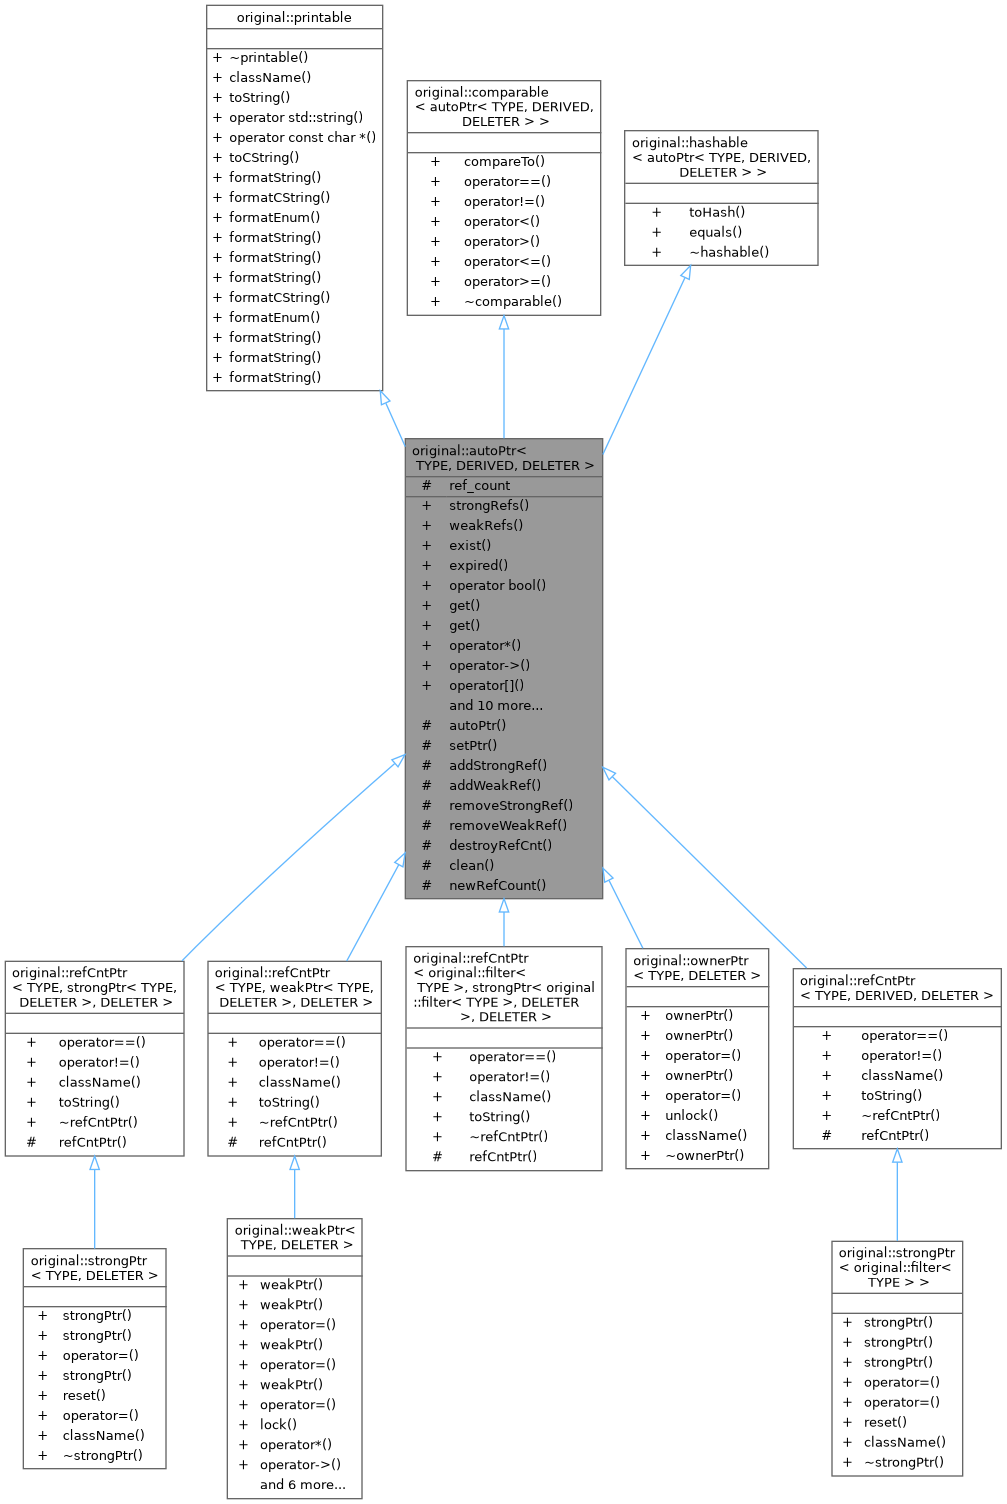 original::printable
+ ~printable()
+ className()
+ toString()
+ operator std::string()
+ operator const char *()
+ toCString()
+ formatString()
+ formatCString()
+ formatEnum()
+ formatString()
+ formatString()
+ formatString()
+ formatCString()
+ formatEnum()
+ formatString()
+ formatString()
+ formatString()
original::comparable
< autoPtr< TYPE, DERIVED,
DELETER > >
+ compareTo()
+ operator==()
+ operator!=()
+ operator<()
+ operator>()
+ operator<=()
+ operator>=()
+ ~comparable()
original::hashable
< autoPtr< TYPE, DERIVED,
DELETER > >
+ toHash()
+ equals()
+ ~hashable()
original::autoPtr<
TYPE, DERIVED, DELETER >
# ref_count
+ strongRefs()
+ weakRefs()
+ exist()
+ expired()
+ operator bool()
+ get()
+ get()
+ operator*()
+ operator->()
+ operator[]()
and 10 more...
# autoPtr()
# setPtr()
# addStrongRef()
# addWeakRef()
# removeStrongRef()
# removeWeakRef()
# destroyRefCnt()
# clean()
# newRefCount()
original::refCntPtr
< TYPE, strongPtr< TYPE,
DELETER >, DELETER >
+ operator==()
+ operator!=()
+ className()
+ toString()
+ ~refCntPtr()
# refCntPtr()
original::refCntPtr
< TYPE, weakPtr< TYPE,
DELETER >, DELETER >
+ operator==()
+ operator!=()
+ className()
+ toString()
+ ~refCntPtr()
# refCntPtr()
original::refCntPtr
< original::filter<
TYPE >, strongPtr< original
::filter< TYPE >, DELETER
>, DELETER >
+ operator==()
+ operator!=()
+ className()
+ toString()
+ ~refCntPtr()
# refCntPtr()
original::ownerPtr
< TYPE, DELETER >
+ ownerPtr()
+ ownerPtr()
+ operator=()
+ ownerPtr()
+ operator=()
+ unlock()
+ className()
+ ~ownerPtr()
original::refCntPtr
< TYPE, DERIVED, DELETER >
+ operator==()
+ operator!=()
+ className()
+ toString()
+ ~refCntPtr()
# refCntPtr()
original::strongPtr
< TYPE, DELETER >
+ strongPtr()
+ strongPtr()
+ operator=()
+ strongPtr()
+ reset()
+ operator=()
+ className()
+ ~strongPtr()
original::weakPtr<
TYPE, DELETER >
+ weakPtr()
+ weakPtr()
+ operator=()
+ weakPtr()
+ operator=()
+ weakPtr()
+ operator=()
+ lock()
+ operator*()
+ operator->()
and 6 more...
original::strongPtr
< original::filter<
TYPE > >
+ strongPtr()
+ strongPtr()
+ strongPtr()
+ operator=()
+ operator=()
+ reset()
+ className()
+ ~strongPtr()